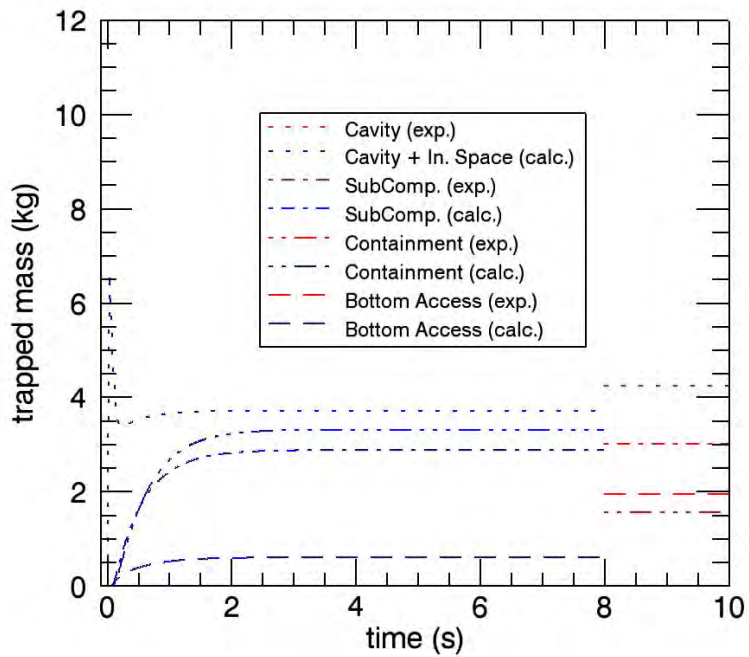 12
10
8
6
4
2
0
trapped mass (kg)
Cavity (exp.)
Cavity + In. Space (calc.)
SubComp. (exp.)
SubComp. (calc.)
Containment (exp.)
Containment (calc.)
Bottom Access (exp.)
Bottom Access (calc.)
0 2 4 6 8 10
time (s)